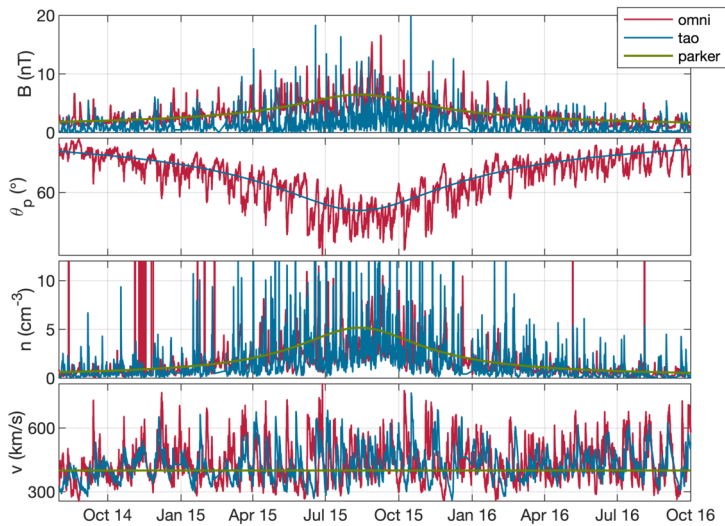 omni
tao
parker
20
10
0
B (nT)
60
θp (°)
10
5
0
n (cm-3)
600
300
v (km/s)
Oct 14 Jan 15 Apr 15 Jul 15 Oct 15 Jan 16 Apr 16 Jul 16 Oct 16